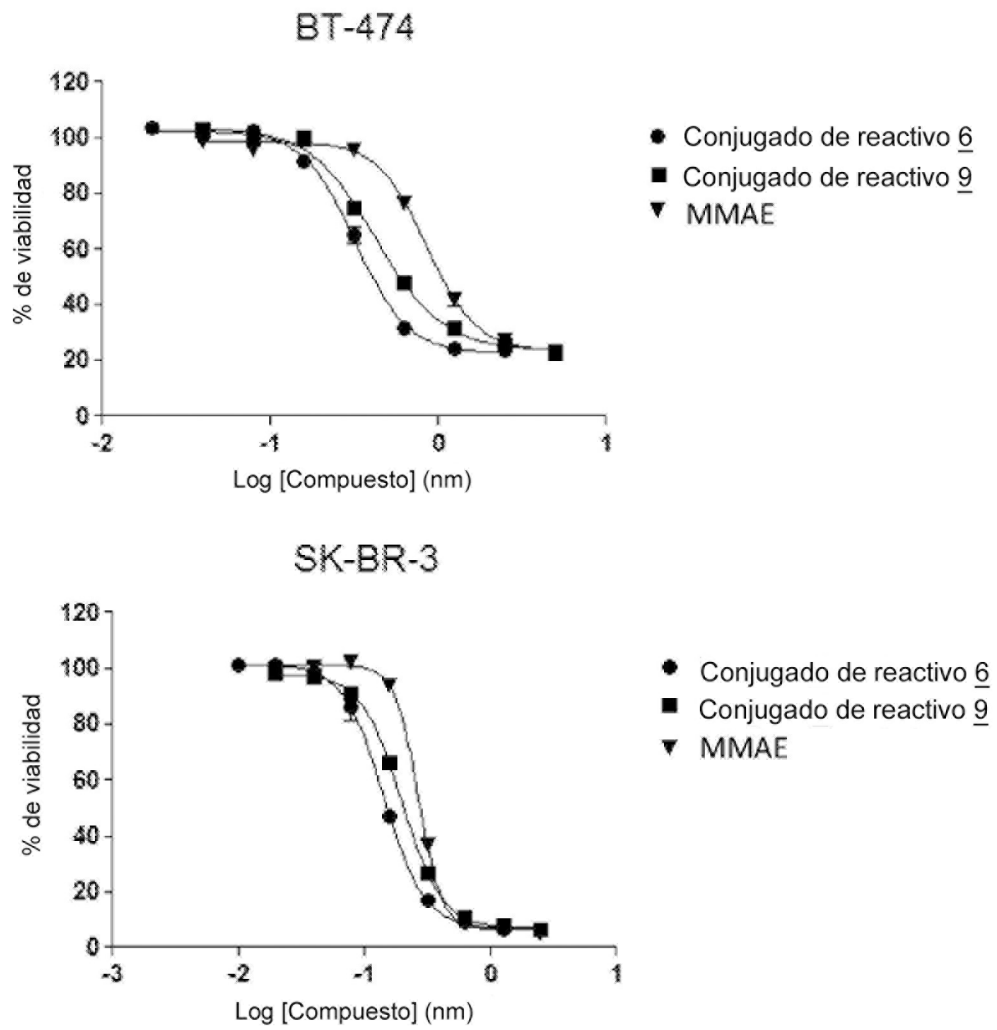 BT-474
120
100
80
60
40
20
0
% de viabilidad
-2 -1 0 1
Log [Compuesto] (nm)
Conjugado de reactivo 6
Conjugado de reactivo 9
MMAE
SK-BR-3
120
100
80
60
40
20
0
% de viabilidad
-3 -2 -1 0 1
Log [Compuesto] (nm)
Conjugado de reactivo 6
Conjugado de reactivo 9
MMAE